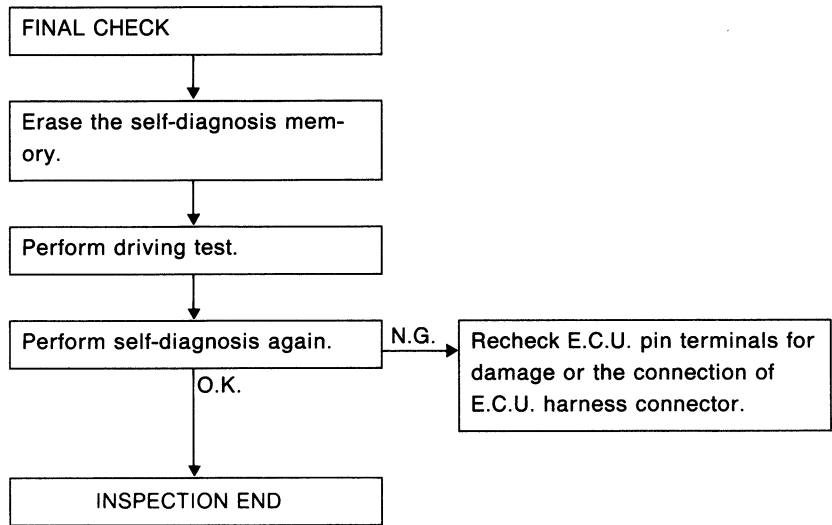 FINAL CHECK
Erase the self-diagnosis mem-
ory.
Perform driving test.
Perform self-diagnosis again.
N.G.
Recheck E.C.U. pin terminals for
damage or the connection of
E.C.U. harness connector.
O.K.
INSPECTION END